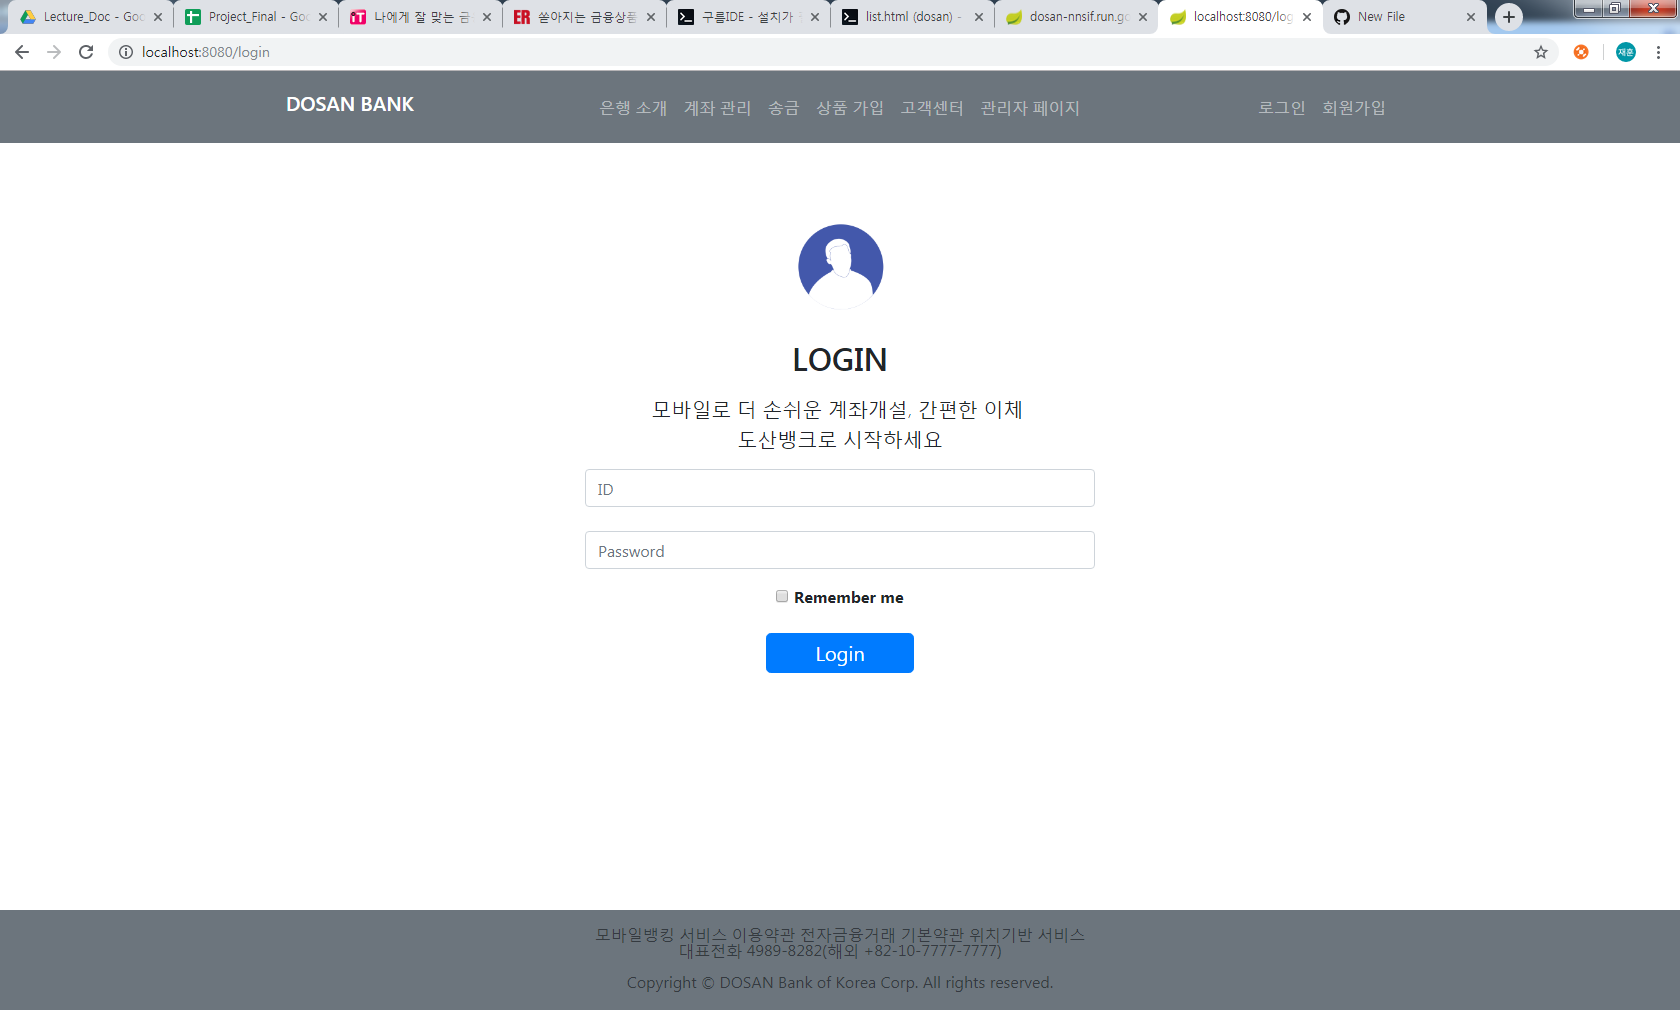 Lecture_Doc - Goo
Project_Final - Goo
나에게 잘 맞는 금
쏟아지는 금융상품
구름IDE - 설치가
list.html (dosan) -
dosan-nnsif.run.go
localhost:8080/log
New File
localhost:8080/login
재훈
DOSAN BANK
은행 소개 계좌 관리 송금 상품 가입 고객센터 관리자 페이지
로그인 회원가입
LOGIN
모바일로 더 손쉬운 계좌개설, 간편한 이체
도산뱅크로 시작하세요
ID
Password
Remember me
Login
모바일뱅킹 서비스 이용약관 전자금융거래 기본약관 위치기반 서비스
대표전화 4989-8282(해외 +82-10-7777-7777)
Copyright © DOSAN Bank of Korea Corp. All rights reserved.